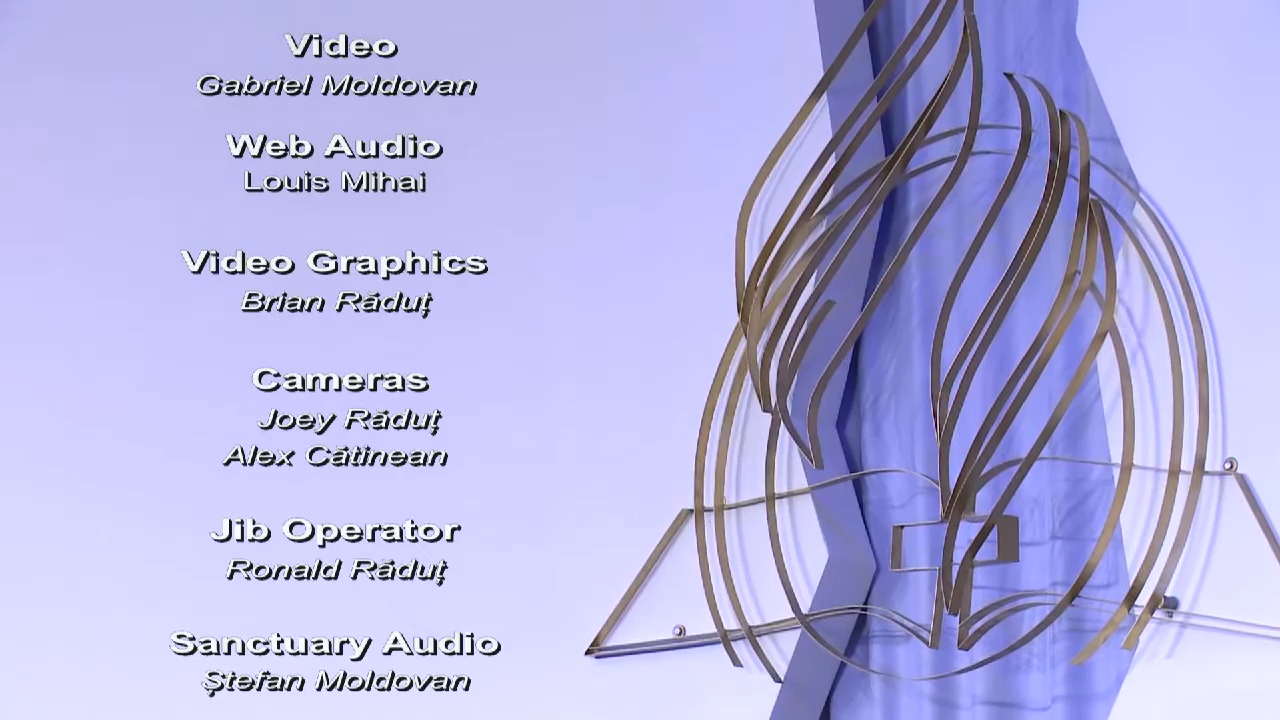 Video
Gabriel Moldovan
Web Audio
Louis Mihai
Video Graphics
Brian Răduț
Cameras
Joey Răduț
Alex Cătinean
Jib Operator
Ronald Răduț
Sanctuary Audio
Ștefan Moldovan